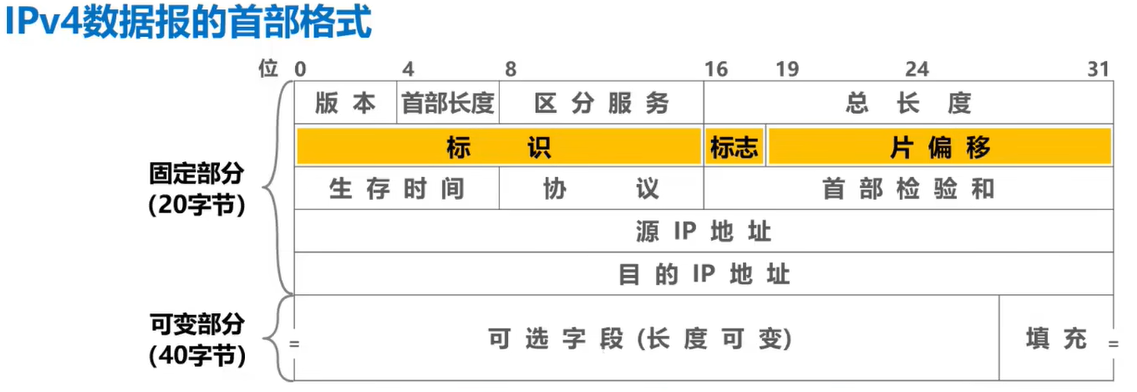 IPv4数据报的首部格式
位 0 4 8 16 19 24 31
版本 首部长度 区分服务 总长度
标识 标志 片偏移
固定部分
(20字节)
生存时间 协议 首部检验和
源 IP 地址
目的 IP 地址
可变部分
(40字节)
可选字段 (长度可变) 填充
= =